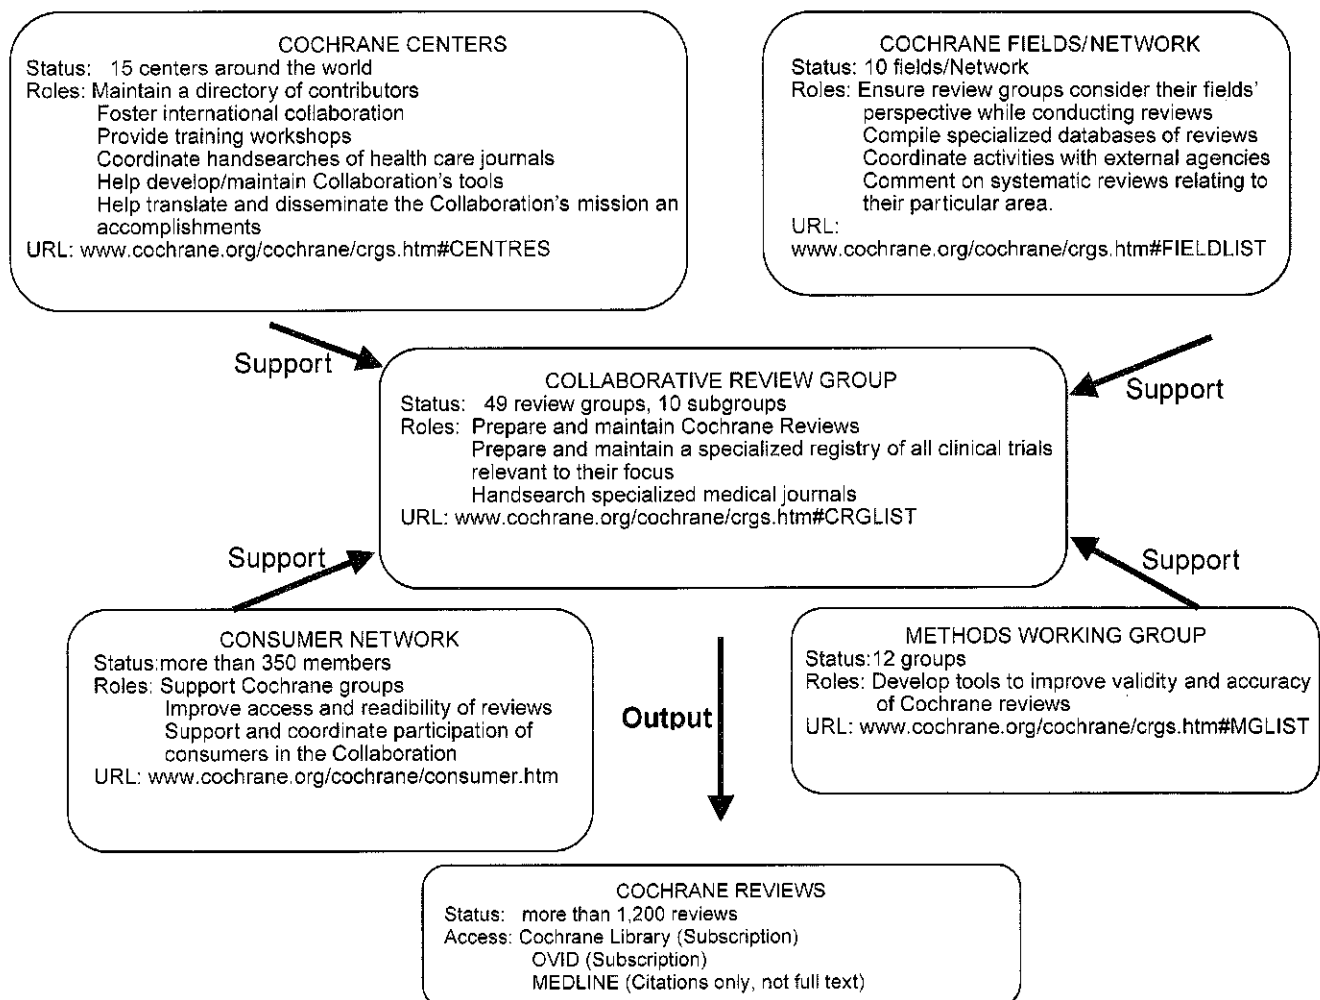 COCHRANE CENTERS
Status: 15 centers around the world
Roles: Maintain a directory of contributors
Foster international collaboration
Provide training workshops
Coordinate handsearches of health care journals
Help develop/maintain Collaboration's tools
Help translate and disseminate the Collaboration's mission an
accomplishments
URL: www.cochrane.org/cochrane/crgs.htm#CENTRES
COCHRANE FIELDS/NETWORK
Status: 10 fields/Network
Roles: Ensure review groups consider their fields'
perspective while conducting reviews
Compile specialized databases of reviews
Coordinate activities with external agencies
Comment on systematic reviews relating to
their particular area.
URL:
www.cochrane.org/cochrane/crgs.htm#FIELDLIST
Support
Support
COLLABORATIVE REVIEW GROUP
Status: 49 review groups, 10 subgroups
Roles: Prepare and maintain Cochrane Reviews
Prepare and maintain a specialized registry of all clinical trials
relevant to their focus
Handsearch specialized medical journals
URL: www.cochrane.org/cochrane/crgs.htm#CRGLIST
Support
Support
CONSUMER NETWORK
Status:more than 350 members
Roles: Support Cochrane groups
Improve access and readibility of reviews
Support and coordinate participation of
consumers in the Collaboration
URL: www.cochrane.org/cochrane/consumer.htm
Output
METHODS WORKING GROUP
Status:12 groups
Roles: Develop tools to improve validity and accuracy
of Cochrane reviews
URL: www.cochrane.org/cochrane/crgs.htm#MGLIST
COCHRANE REVIEWS
Status: more than 1,200 reviews
Access: Cochrane Library (Subscription)
OVID (Subscription)
MEDLINE (Citations only, not full text)